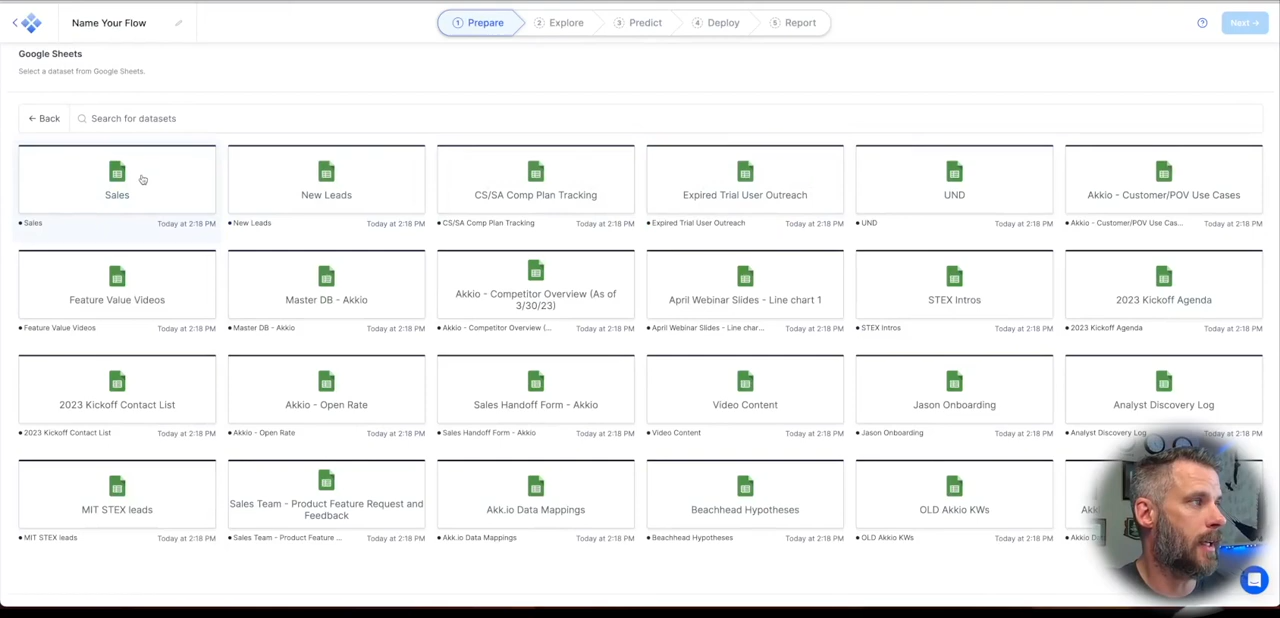 Name Your Flow
1 Prepare
2 Explore
3 Predict
4 Deploy
5 Report
Next →
Google Sheets
Select a dataset from Google Sheets.
← Back
Search for datasets
Sales
New Leads
CS/SA Comp Plan Tracking
Expired Trial User Outreach
UND
Akkio - Customer/POV Use Cases
Sales Today at 2:18 PM
New Leads Today at 2:18 PM
CS/SA Comp Plan Tracking Today at 2:18 PM
Expired Trial User Outreach Today at 2:18 PM
UND Today at 2:18 PM
Akkio - Customer/POV Use Cas... Today at 2:18 PM
Feature Value Videos
Master DB - Akkio
Akkio - Competitor Overview (As of
3/30/23)
April Webinar Slides - Line chart 1
STEX Intros
2023 Kickoff Agenda
Feature Value Videos Today at 2:18 PM
Master DB - Akkio Today at 2:18 PM
Akkio - Competitor Overview (... Today at 2:18 PM
April Webinar Slides - Line char... Today at 2:18 PM
STEX Intros Today at 2:18 PM
2023 Kickoff Agenda Today at 2:18 PM
2023 Kickoff Contact List
Akkio - Open Rate
Sales Handoff Form - Akkio
Video Content
Jason Onboarding
Analyst Discovery Log
2023 Kickoff Contact List Today at 2:18 PM
Akkio - Open Rate Today at 2:18 PM
Sales Handoff Form - Akkio Today at 2:18 PM
Video Content Today at 2:18 PM
Jason Onboarding Today at 2:18 PM
Analyst Discovery Log Today at 2:18 PM
MIT STEX leads
Sales Team - Product Feature Request and
Feedback
Akk.io Data Mappings
Beachhead Hypotheses
OLD Akkio KWs
MIT STEX leads Today at 2:18 PM
Sales Team - Product Feature ... Today at 2:18 PM
Akk.io Data Mappings Today at 2:18 PM
Beachhead Hypotheses Today at 2:18 PM
OLD Akkio KWs Today at 2:18 PM
Akkio